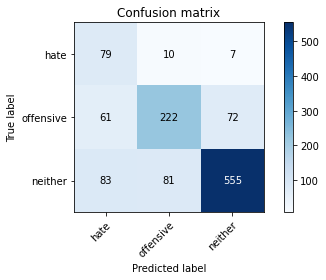 Confusion matrix
True label
hate 79 10 7
offensive 61 222 72
neither 83 81 555
hate offensive neither
Predicted label
500
400
300
200
100